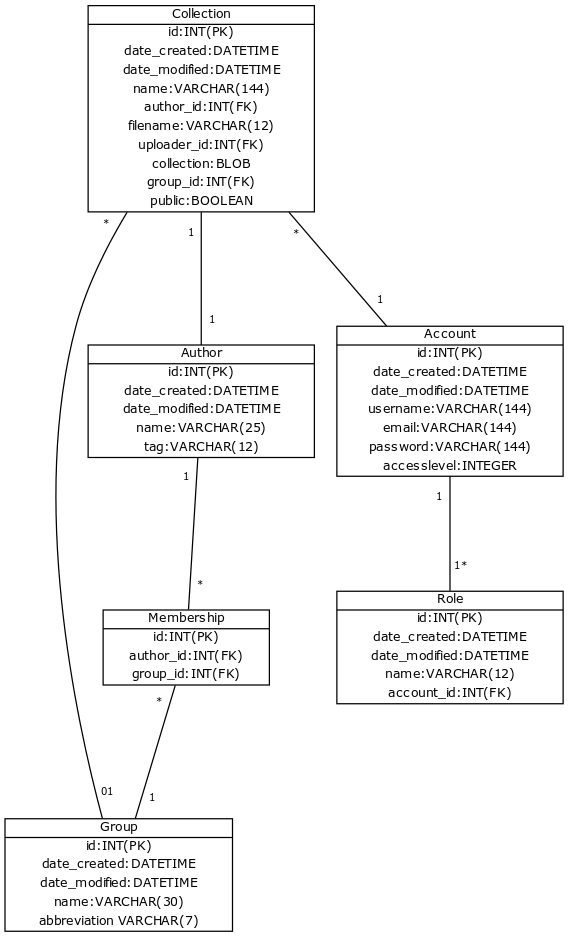 Collection
id:INT(PK)
date_created:DATETIME
date_modified:DATETIME
name:VARCHAR(144)
author_id:INT(FK)
filename:VARCHAR(12)
uploader_id:INT(FK)
collection:BLOB
group_id:INT(FK)
public:BOOLEAN
*
1
*
1
1
Author
id:INT(PK)
date_created:DATETIME
date_modified:DATETIME
name:VARCHAR(25)
tag:VARCHAR(12)
Account
id:INT(PK)
date_created:DATETIME
date_modified:DATETIME
username:VARCHAR(144)
email:VARCHAR(144)
password:VARCHAR(144)
accesslevel:INTEGER
1
*
1
1*
Membership
id:INT(PK)
author_id:INT(FK)
group_id:INT(FK)
Role
id:INT(PK)
date_created:DATETIME
date_modified:DATETIME
name:VARCHAR(12)
account_id:INT(FK)
*
01
1
Group
id:INT(PK)
date_created:DATETIME
date_modified:DATETIME
name:VARCHAR(30)
abbreviation VARCHAR(7)